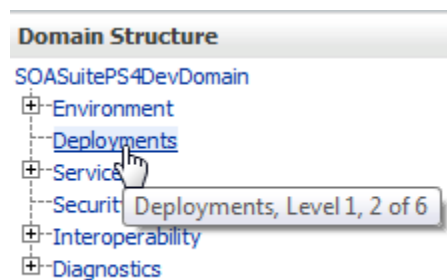 Domain Structure
SOASuitePS4DevDomain
Environment
Deployments
Service
Securit
Deployments, Level 1, 2 of 6
Interoperability
Diagnostics